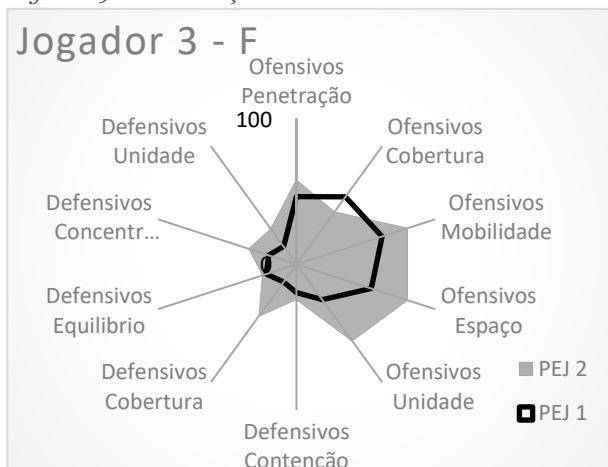 Jogador 3 - F
Ofensivos
Penetração
100
Defensivos
Unidade
Ofensivos
Cobertura
Defensivos
Concentr...
Ofensivos
Mobilidade
0
Defensivos
Equilibrio
Ofensivos
Espaço
Defensivos
Cobertura
Ofensivos
Unidade
PEJ 2
PEJ 1
Defensivos
Contenção